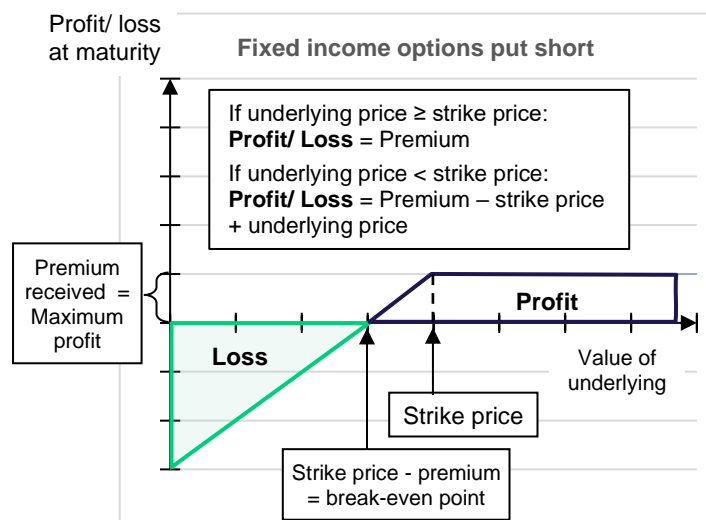 Profit/ loss
at maturity
Fixed income options put short
If underlying price ≥ strike price:
Profit/ Loss = Premium
If underlying price < strike price:
Profit/ Loss = Premium – strike price
+ underlying price
Premium
received =
Maximum
profit
Profit
Loss
Value of
underlying
Strike price
Strike price - premium
= break-even point